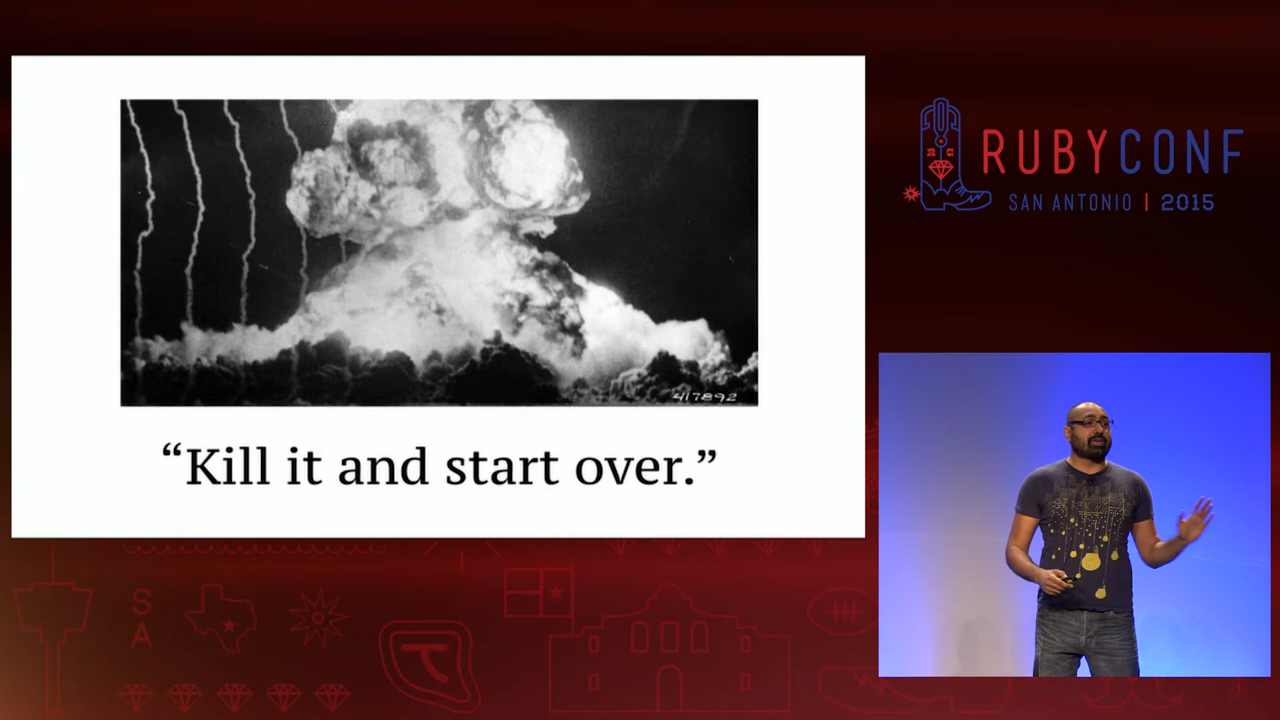 417892
“Kill it and start over.”
RUBYCONF
SAN ANTONIO | 2015
S
A